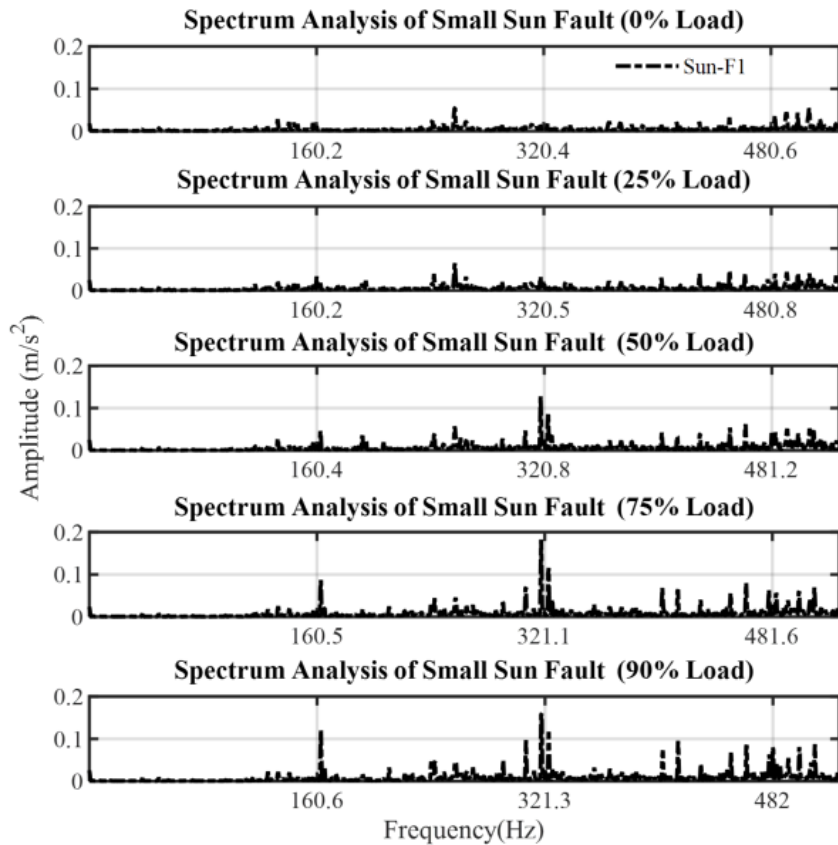 Spectrum Analysis of Small Sun Fault (0% Load)
0.2
Sun-F1
0.1
0
160.2 320.4 480.6
Spectrum Analysis of Small Sun Fault (25% Load)
0.2
0.1
0
160.2 320.5 480.8
Spectrum Analysis of Small Sun Fault (50% Load)
0.2
0.1
0
160.4 320.8 481.2
Spectrum Analysis of Small Sun Fault (75% Load)
0.2
0.1
0
160.5 321.1 481.6
Spectrum Analysis of Small Sun Fault (90% Load)
0.2
0.1
0
160.6 321.3 482
Amplitude (m/s²)
Frequency(Hz)